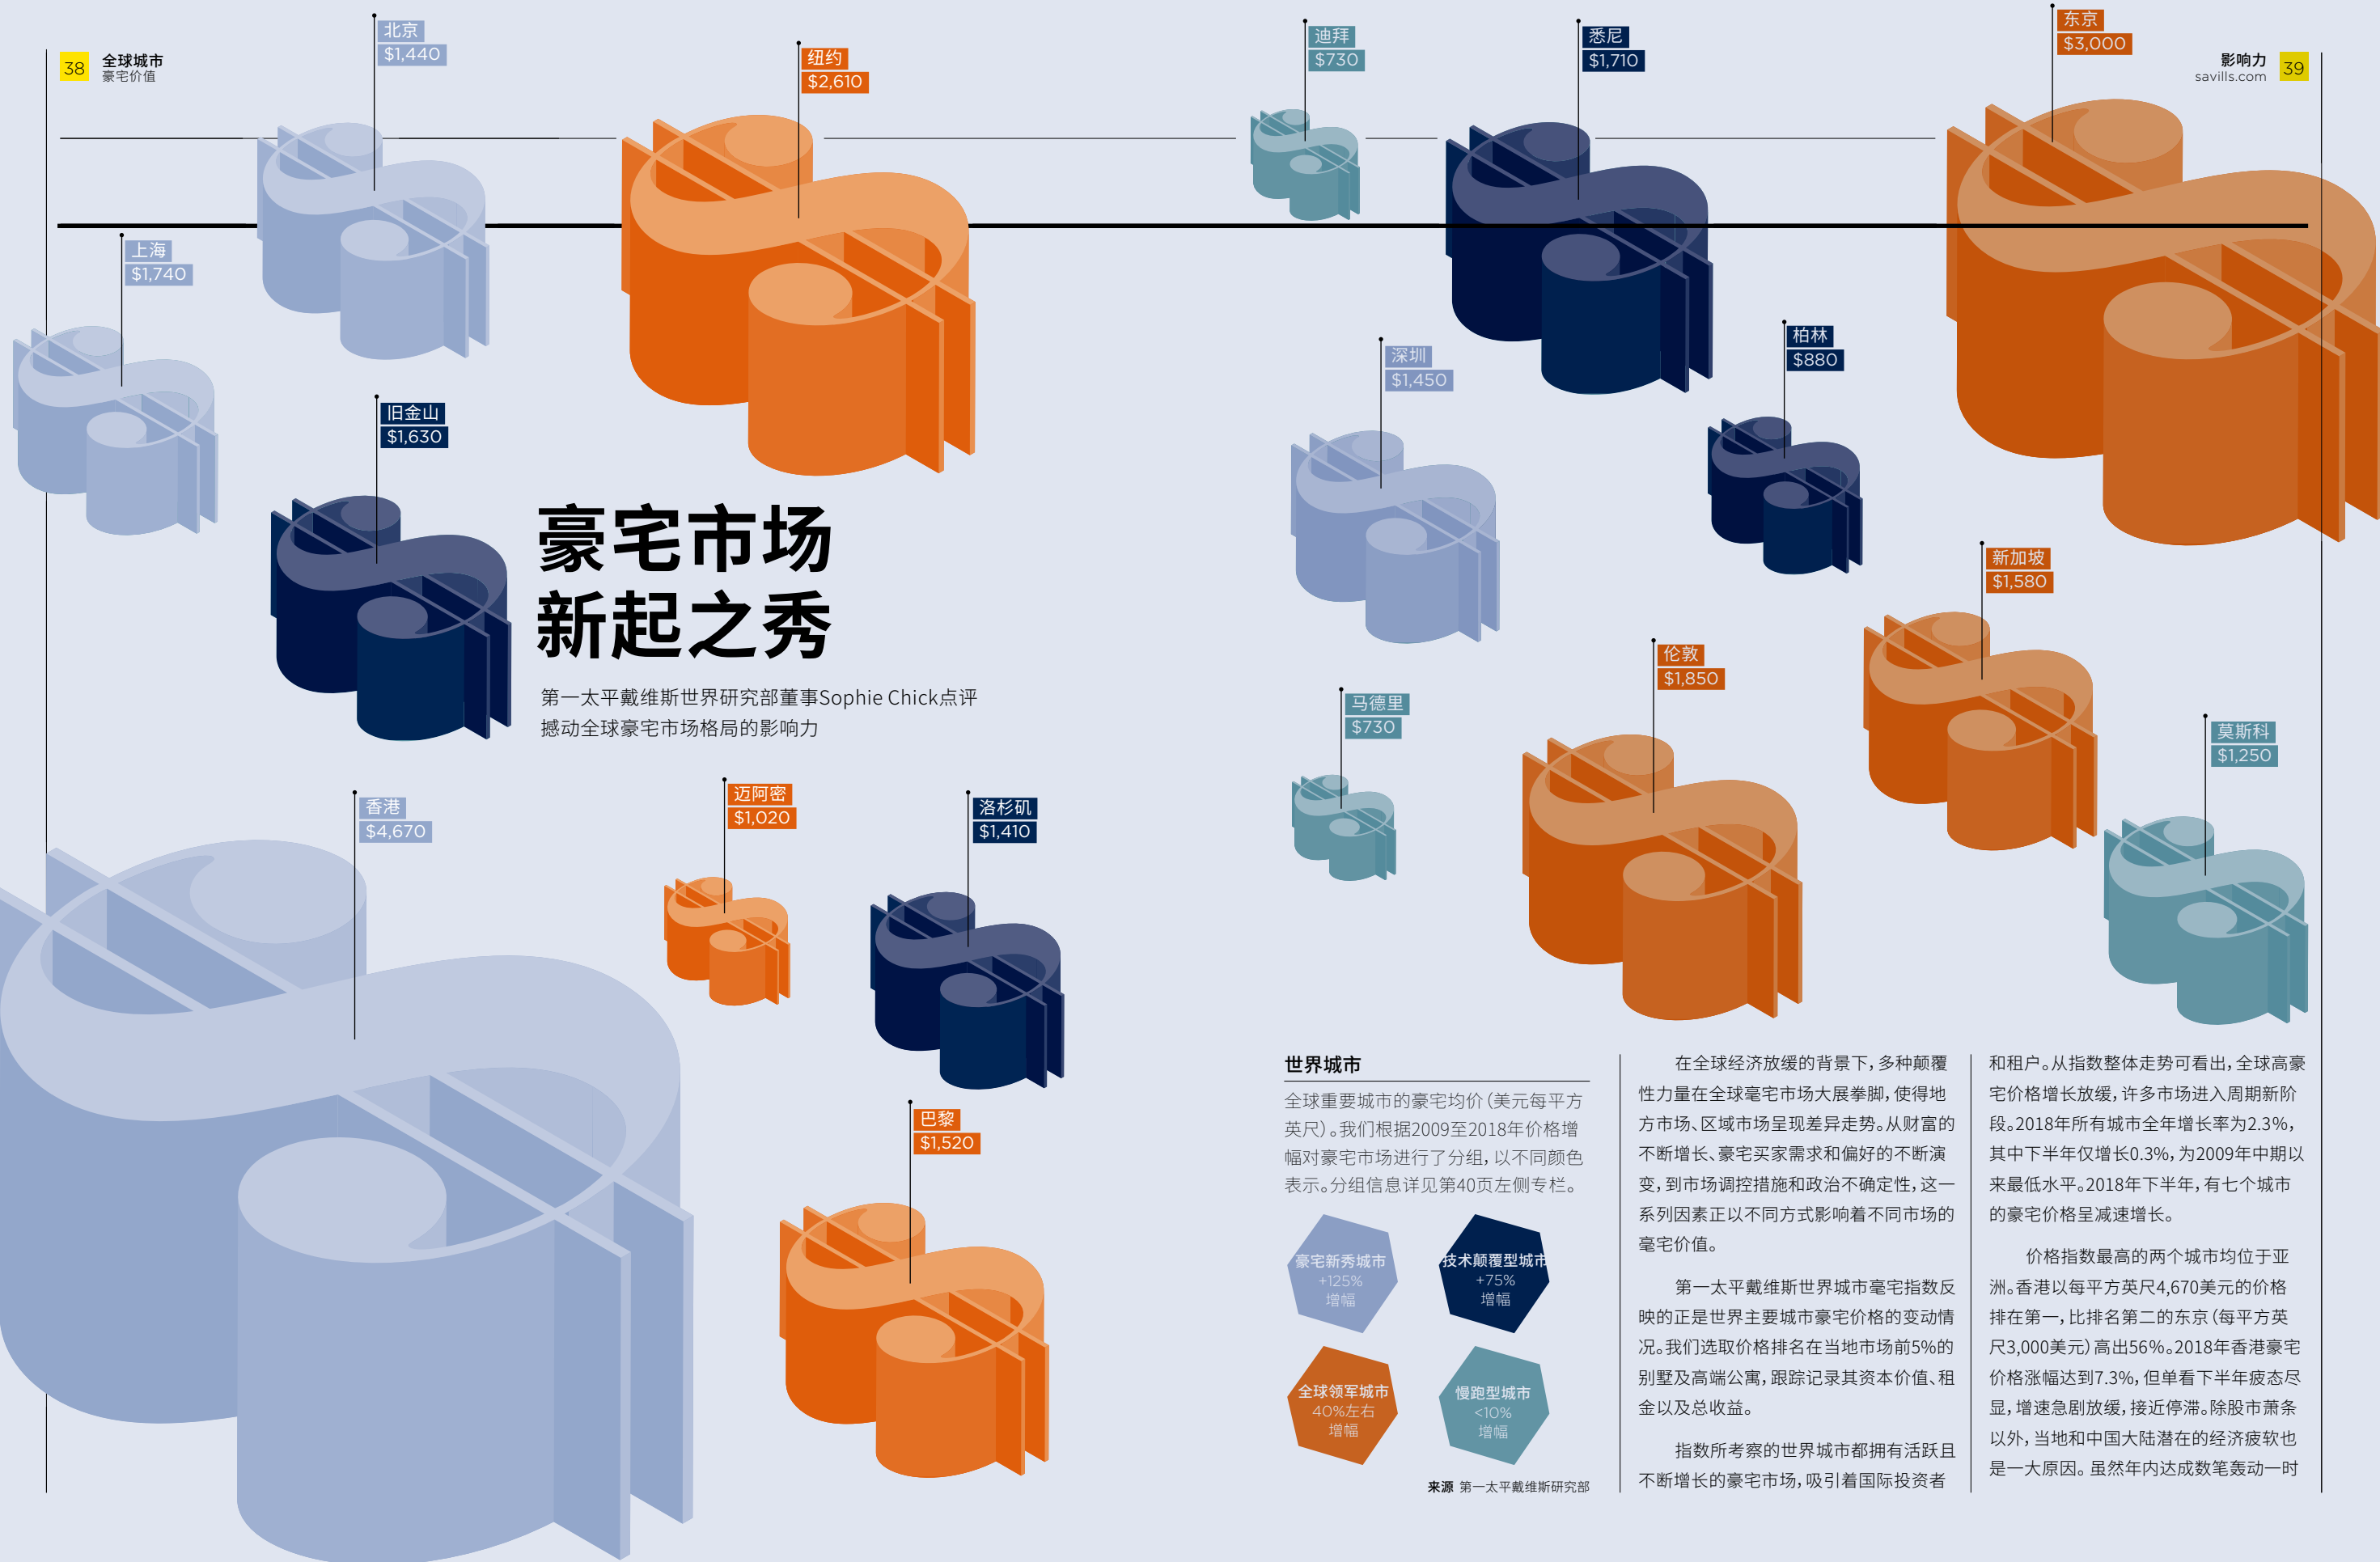 38
全球城市
豪宅价值
影响力
savills.com
39
北京
$1,440
纽约
$2,610
迪拜
$730
悉尼
$1,710
东京
$3,000
上海
$1,740
旧金山
$1,630
深圳
$1,450
柏林
$880
豪宅市场
新起之秀
第一太平戴维斯世界研究部董事Sophie Chick点评
撼动全球豪宅市场格局的影响力
新加坡
$1,580
伦敦
$1,850
马德里
$730
莫斯科
$1,250
香港
$4,670
迈阿密
$1,020
洛杉矶
$1,410
巴黎
$1,520
世界城市
全球重要城市的豪宅均价（美元每平方
英尺）。我们根据2009至2018年价格增
幅对豪宅市场进行了分组，以不同颜色
表示。分组信息详见第40页左侧专栏。
豪宅新秀城市
+125%
增幅
技术颠覆型城市
+75%
增幅
全球领军城市
40%左右
增幅
慢跑型城市
<10%
增幅
来源 第一太平戴维斯研究部
在全球经济放缓的背景下，多种颠覆
性力量在全球毫宅市场大展拳脚，使得地
方市场、区域市场呈现差异走势。从财富的
不断增长、豪宅买家需求和偏好的不断演
变，到市场调控措施和政治不确定性，这一
系列因素正以不同方式影响着不同市场的
毫宅价值。
第一太平戴维斯世界城市毫宅指数反
映的正是世界主要城市豪宅价格的变动情
况。我们选取价格排名在当地市场前5%的
别墅及高端公寓，跟踪记录其资本价值、租
金以及总收益。
指数所考察的世界城市都拥有活跃且
不断增长的豪宅市场，吸引着国际投资者
和租户。从指数整体走势可看出，全球高豪
宅价格增长放缓，许多市场进入周期新阶
段。2018年所有城市全年增长率为2.3%，
其中下半年仅增长0.3%，为2009年中期以
来最低水平。2018年下半年，有七个城市
的豪宅价格呈减速增长。
价格指数最高的两个城市均位于亚
洲。香港以每平方英尺4,670美元的价格
排在第一，比排名第二的东京（每平方英
尺3,000美元）高出56%。2018年香港豪宅
价格涨幅达到7.3%，但单看下半年疲态尽
显，增速急剧放缓，接近停滞。除股市萧条
以外，当地和中国大陆潜在的经济疲软也
是一大原因。虽然年内达成数笔轰动一时